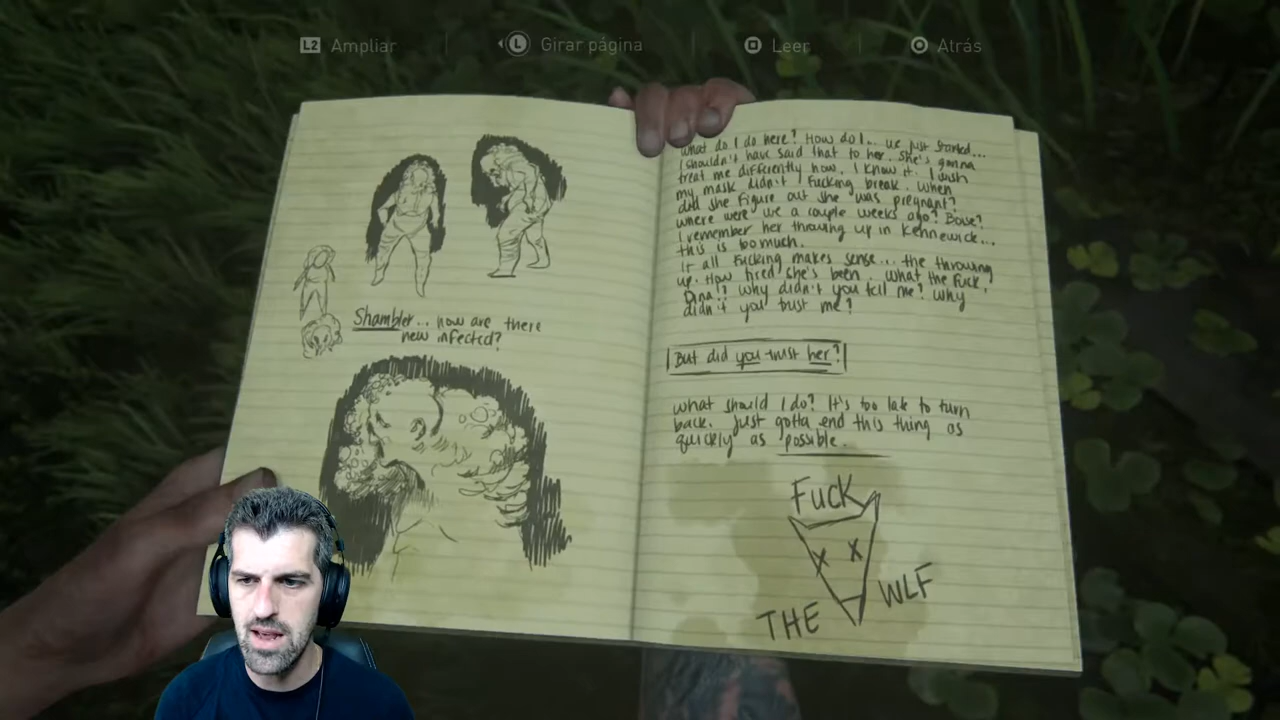 L2 Ampliar
L Girar página
Leer
Atrás
Shambler... how are there
new infected?
What do I do here? How do I... we just started...
I shouldn't have said that to her. She's gonna
treat me differently now, I know it. I wish
my mask didn't fucking break. When
did she figure out she was pregnant?
Where were we a couple weeks ago? Boise?
I remember her throwing up in Kennewick...
this is too much.
It all fucking makes sense... the throwing
up. How tired she's been. What the fuck,
Dina!? Why didn't you tell me? Why
didn't you trust me?
But did you trust her?
what should I do? It's too late to turn
back. Just gotta end this thing as
quickly as possible.
FUCK
THE WLF